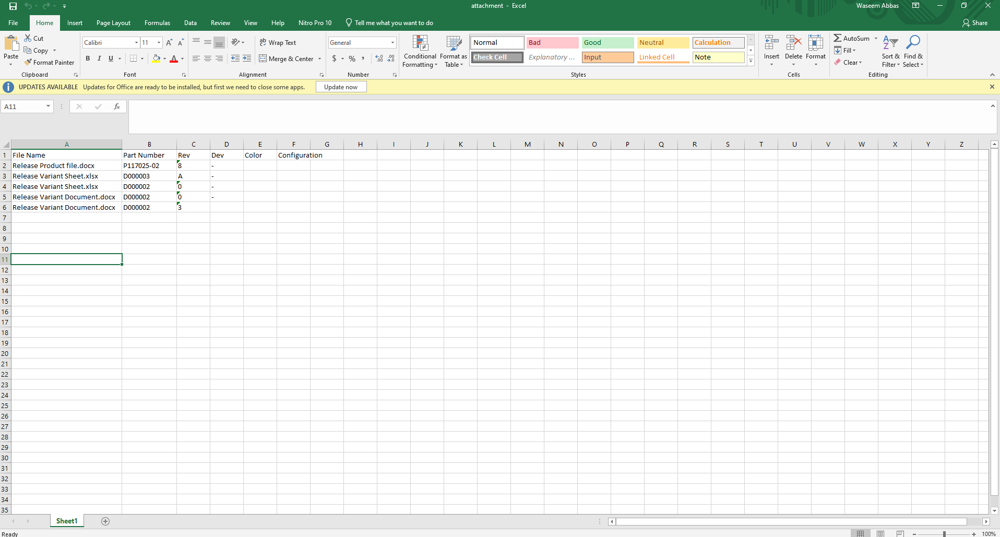 attachment - Excel
Waseem Abbas
File Home Insert Page Layout Formulas Data Review View Help Nitro Pro 10 Tell me what you want to do Share
Paste
Cut
Copy
Format Painter
Clipboard
Calibri 11
B I U
Font
Wrap Text
Merge & Center
Alignment
General
$ % ,
Number
Conditional Formatting
Format as Table
Normal Bad Good Neutral Calculation
Check Cell Explanatory ... Input Linked Cell Note
Styles
Insert Delete Format
Cells
AutoSum
Fill
Clear
Sort & Filter
Find & Select
Editing
UPDATES AVAILABLE Updates for Office are ready to be installed, but first we need to close some apps. Update now
A11 fx
A B C D E F G H I J K L M N O P Q R S T U V W X Y Z
1 File Name Part Number Rev Dev Color Configuration
2 Release Product file.docx P117025-02 8 -
3 Release Variant Sheet.xlsx D000003 A -
4 Release Variant Sheet.xlsx D000002 0 -
5 Release Variant Document.docx D000002 0 -
6 Release Variant Document.docx D000002 3
7
8
9
10
11
12
13
14
15
16
17
18
19
20
21
22
23
24
25
26
27
28
29
30
31
32
33
34
35
Sheet1
Ready
100%